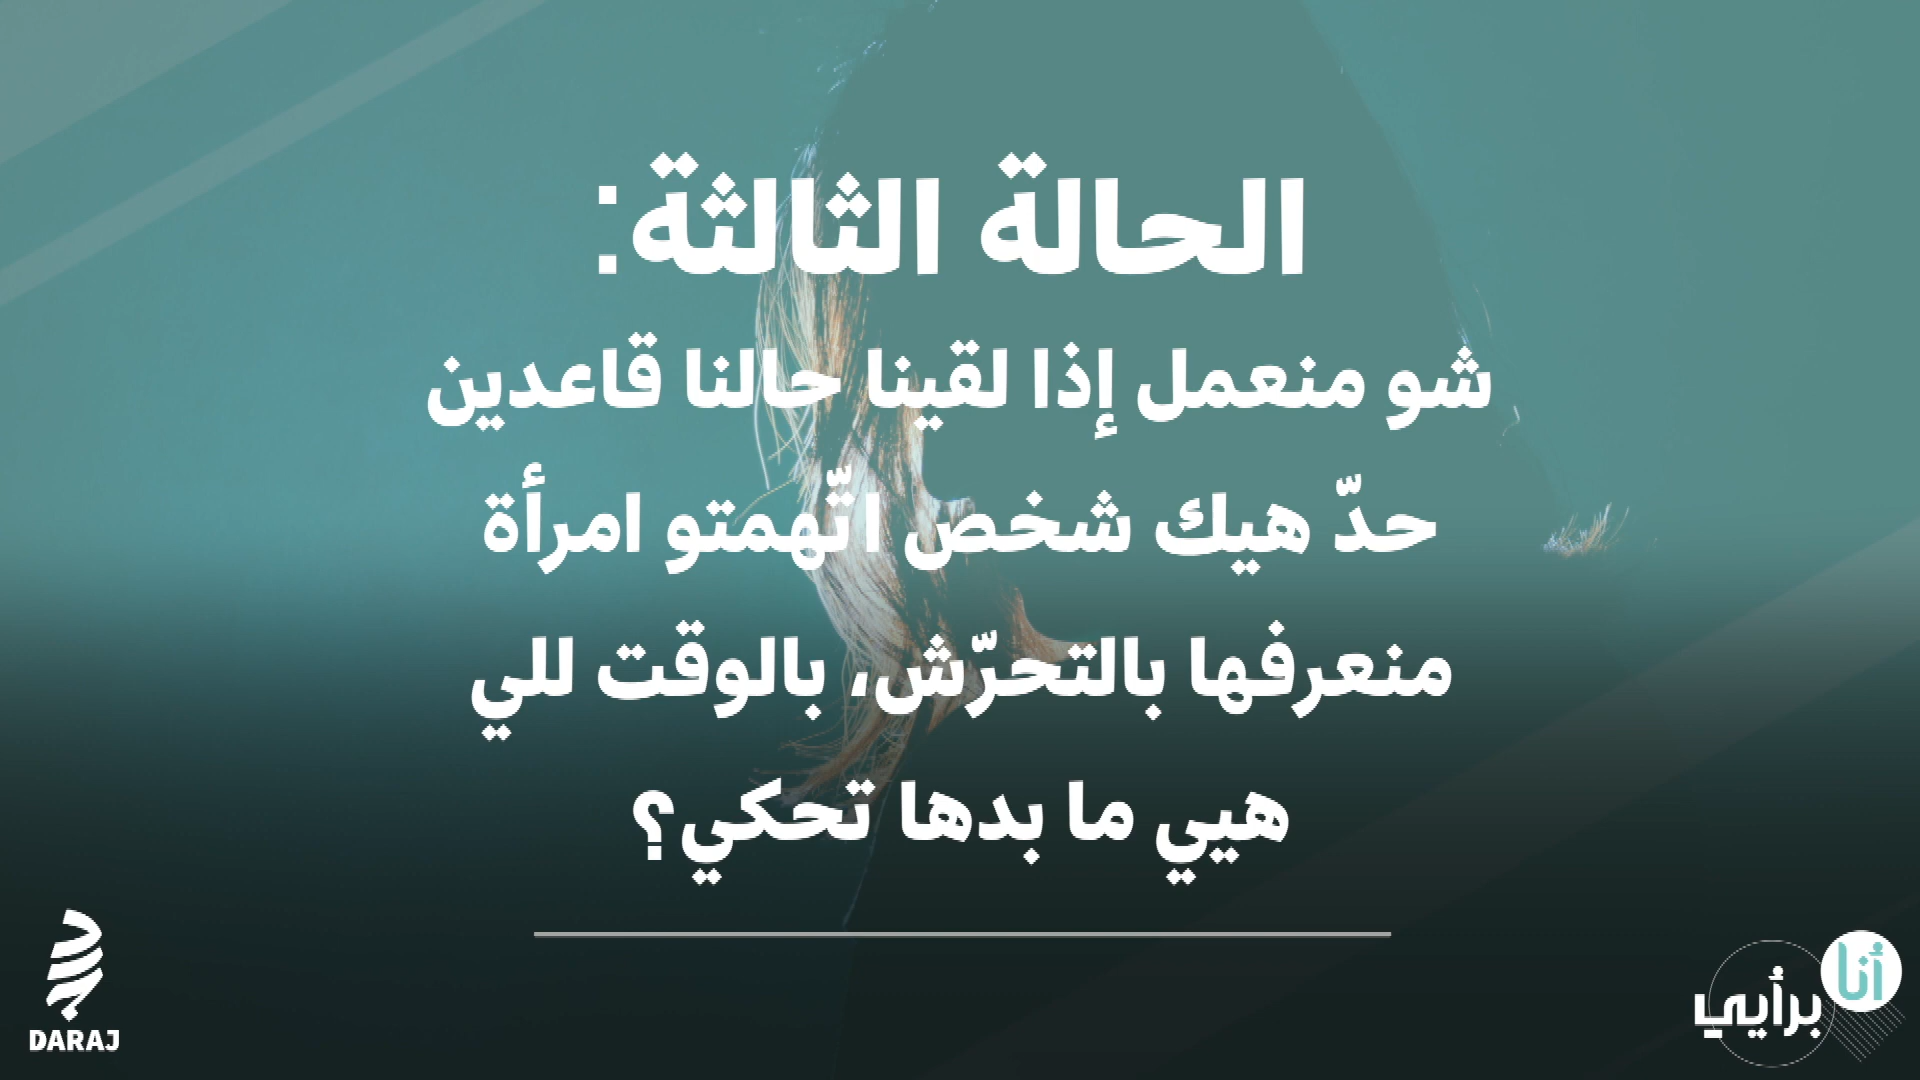 الحالة الثالثة:
شو منعمل إذا لقينا حالنا قاعدين
حدّ هيك شخص اتّهمتو امرأة
منعرفها بالتحرّش، بالوقت للي
هيي ما بدها تحكي؟
DARAJ
أنا
برأيي